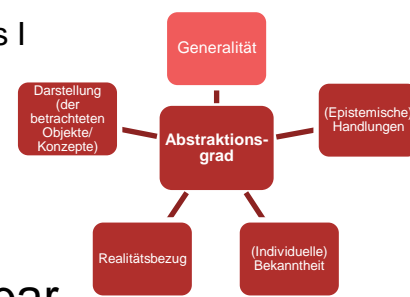 s I
Generalität
Darstellung
(der
betrachteten
Objekte/
Konzepte)
Abstraktions-
grad
(Epistemische)
Handlungen
Realitätsbezug
(Individuelle)
Bekanntheit